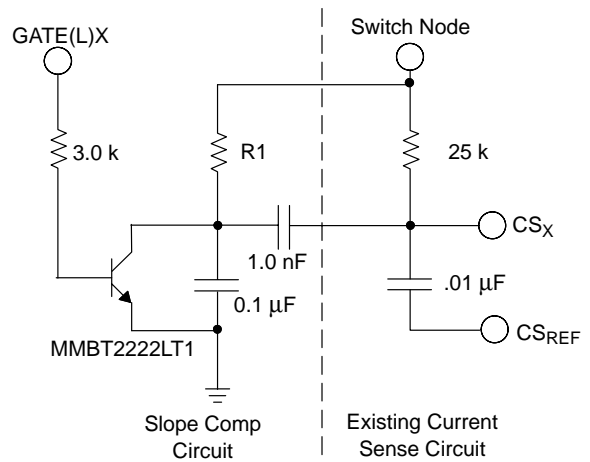 GATE(L)X
Switch Node
3.0 k
R1
25 k
CSX
1.0 nF
0.1 μF
.01 μF
CSREF
MMBT2222LT1
Slope Comp
Circuit
Existing Current
Sense Circuit